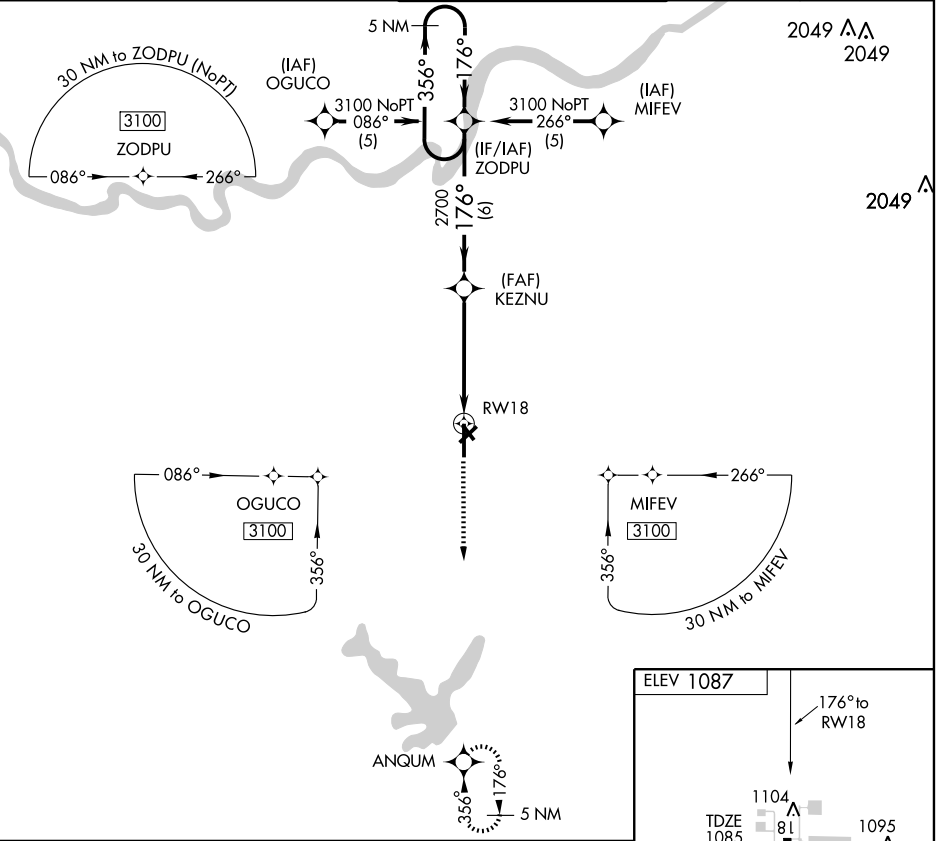 5 NM
356°
176°
2049
2049
30 NM to ZODPU (NoPT)
3100
ZODPU
086°
266°
(IAF)
OGUCO
3100 NoPT
086°
(5)
3100 NoPT
266°
(5)
(IAF)
MIFEV
(IF/IAF)
ZODPU
2049
2700
176°
(6)
(FAF)
KEZNU
RW18
086°
OGUCO
3100
356°
30 NM to OGUCO
266°
MIFEV
3100
356°
30 NM to MIFEV
ANQUM
356°
176°
5 NM
ELEV 1087
176° to
RW18
1104
TDZE
1085
18
1095